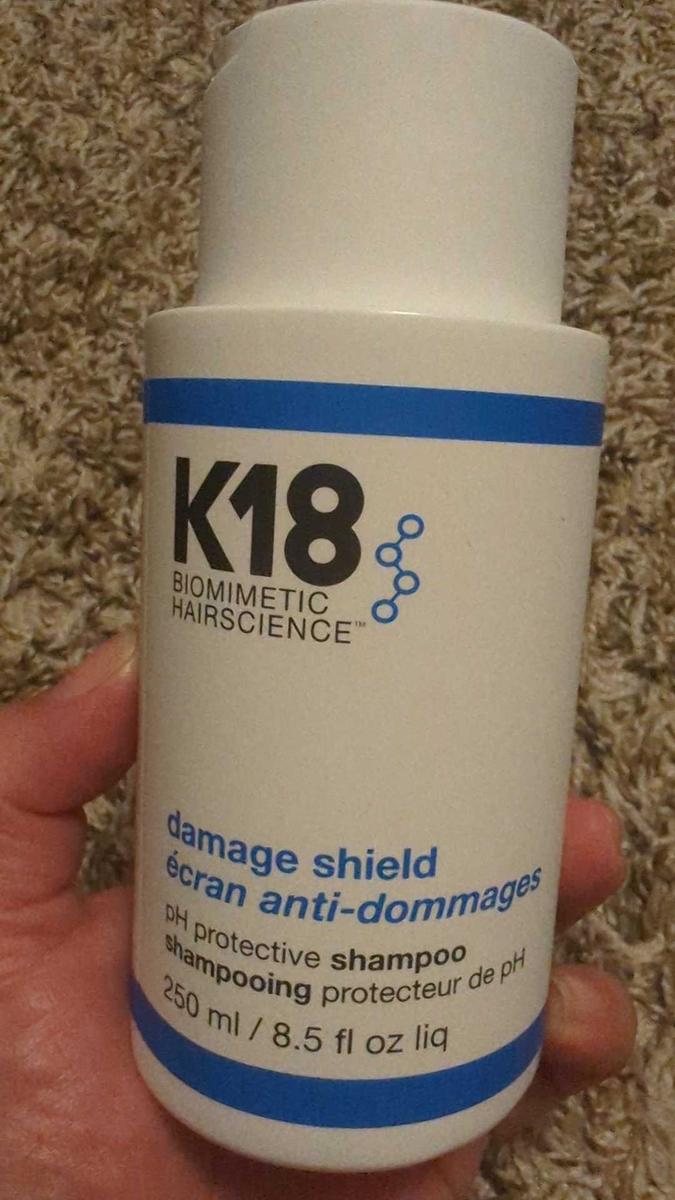 K18
BIOMIMETIC
HAIRSCIENCE™
damage shield
écran anti-dommages
pH protective shampoo
shampooing protecteur de pH
250 ml / 8.5 fl oz liq